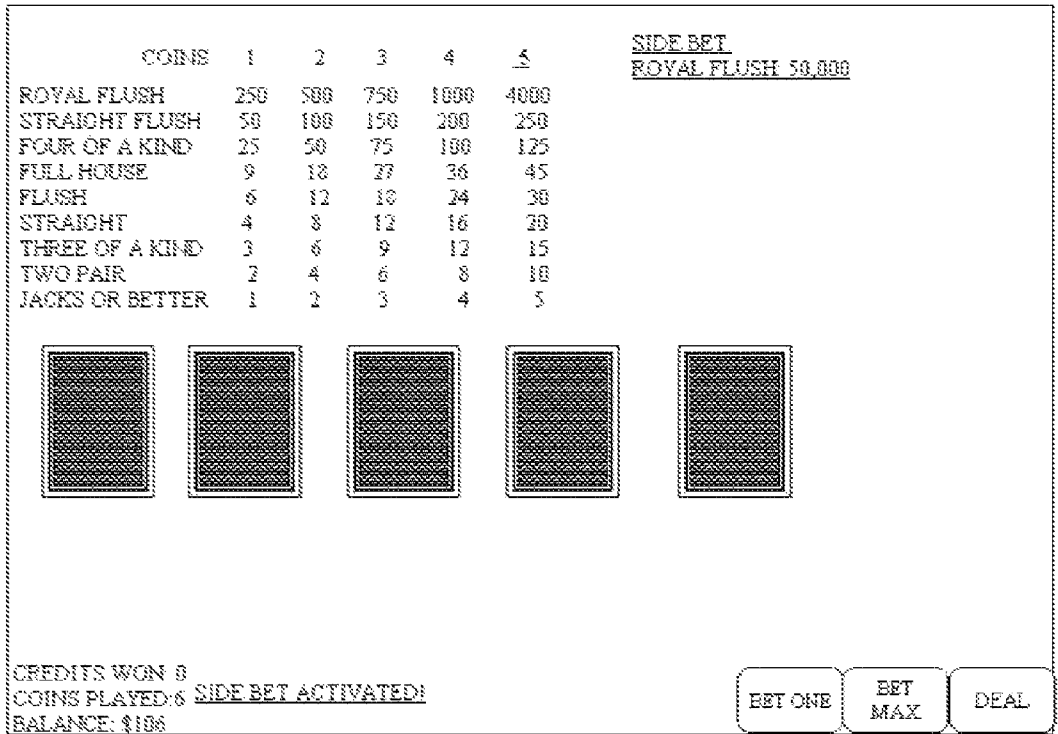 COINS 1 2 3 4 5
ROYAL FLUSH 250 500 750 1000 4000
STRAIGHT FLUSH 50 100 150 200 250
FOUR OF A KIND 25 50 75 100 125
FULL HOUSE 9 18 27 36 45
FLUSH 6 12 18 24 30
STRAIGHT 4 8 12 16 20
THREE OF A KIND 3 6 9 12 15
TWO PAIR 2 4 6 8 10
JACKS OR BETTER 1 2 3 4 5
SIDE BET
ROYAL FLUSH 50,000
CREDITS WON 0
COINS PLAYED:6 SIDE BET ACTIVATED!
BALANCE: $106
BET ONE
BET
MAX
DEAL